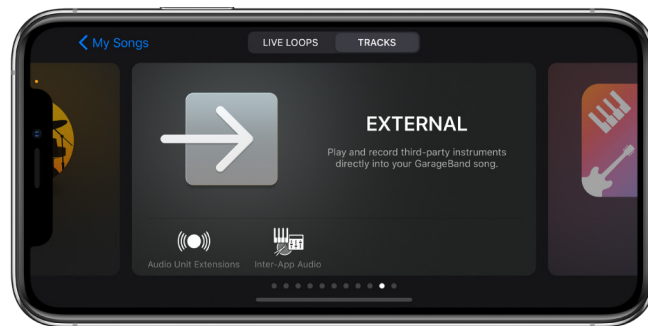 My Songs
LIVE LOOPS
TRACKS
EXTERNAL
Play and record third-party instruments
directly into your GarageBand song.
Audio Unit Extensions
Inter-App Audio